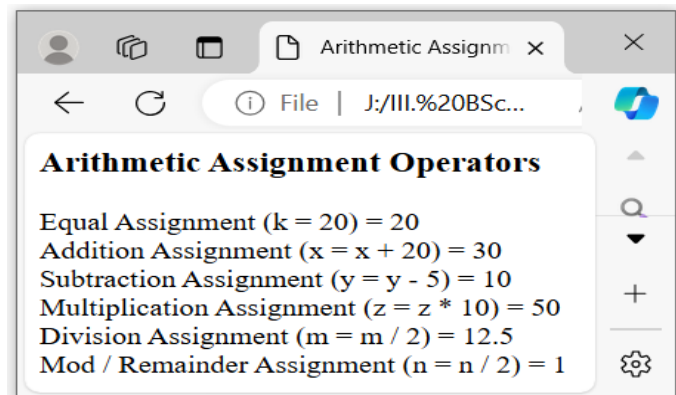 Arithmetic Assignm
File | J:/III.%20BSc...
Arithmetic Assignment Operators
Equal Assignment (k = 20) = 20
Addition Assignment (x = x + 20) = 30
Subtraction Assignment (y = y - 5) = 10
Multiplication Assignment (z = z * 10) = 50
Division Assignment (m = m / 2) = 12.5
Mod / Remainder Assignment (n = n / 2) = 1